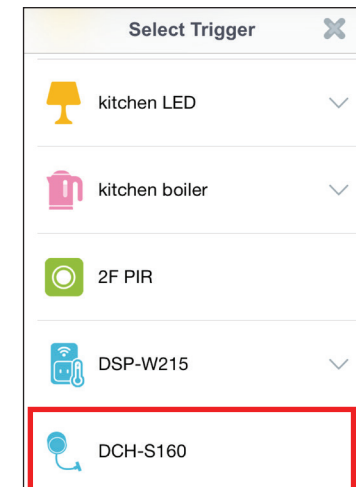 Select Trigger
kitchen LED
kitchen boiler
2F PIR
DSP-W215
DCH-S160